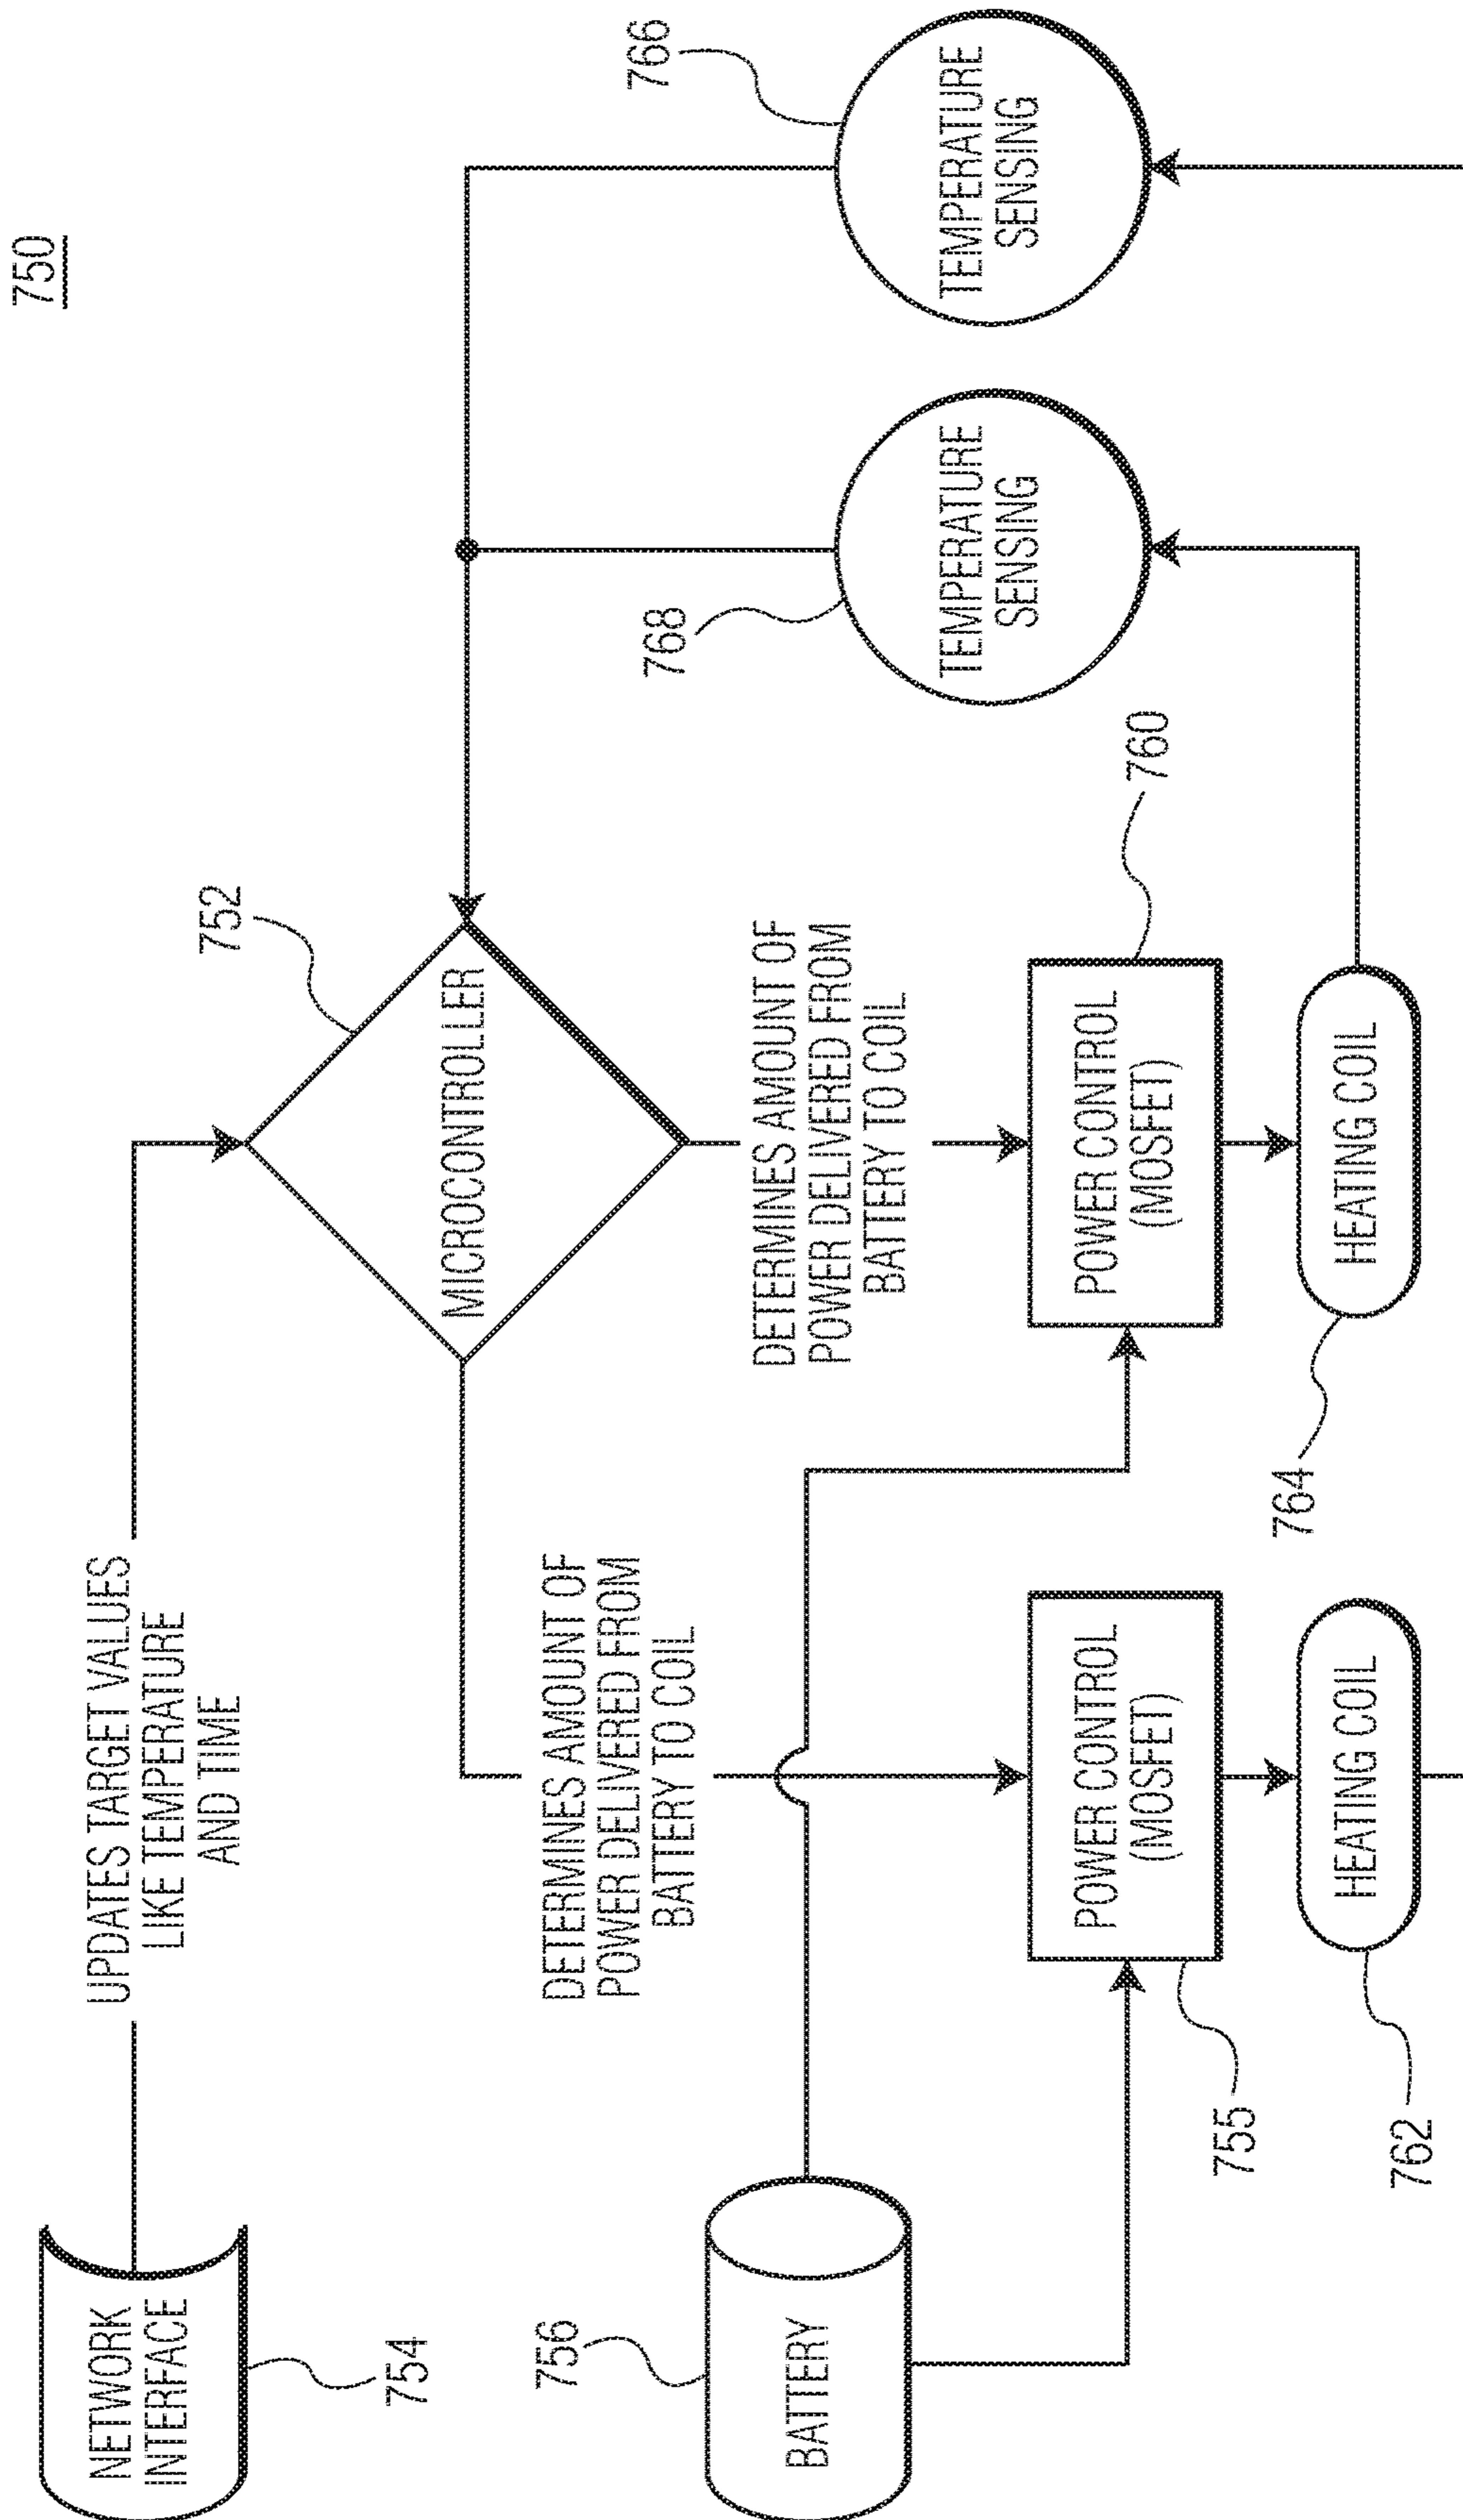 750
UPDATES TARGET VALUES
LIKE TEMPERATURE
AND TIME
NETWORK
INTERFACE
754
752
MICROCONTROLLER
DETERMINES AMOUNT OF
POWER DELIVERED FROM
BATTERY TO COIL
DETERMINES AMOUNT OF
POWER DELIVERED FROM
BATTERY TO COIL
756
BATTERY
768
766
TEMPERATURE
SENSING
TEMPERATURE
SENSING
POWER CONTROL
(MOSFET)
755
POWER CONTROL
(MOSFET)
760
HEATING COIL
762
HEATING COIL
764